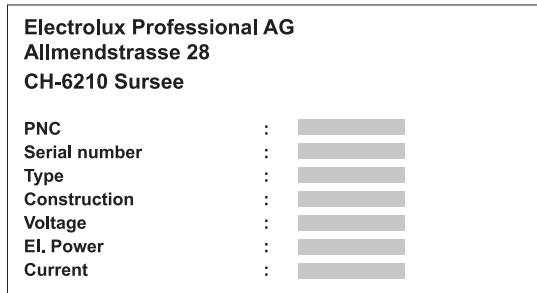 Electrolux Professional AG
Allmendstrasse 28
CH-6210 Sursee
PNC :
Serial number :
Type :
Construction :
Voltage :
El. Power :
Current :